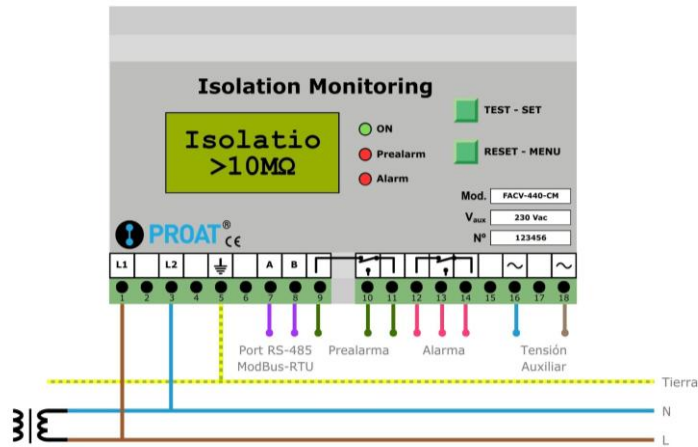 Isolation Monitoring
Isolatio
>10MΩ
ON
Prealarm
Alarm
TEST - SET
RESET - MENU
Mod. FACV-440-CM
Vaux 230 Vac
Nº 123456
PROAT® CE
L1 L2 A B
1 2 3 4 5 6 7 8 9 10 11 12 13 14 15 16 17 18
Port RS-485
ModBus-RTU
Prealarma
Alarma
Tensión
Auxiliar
Tierra
N
L